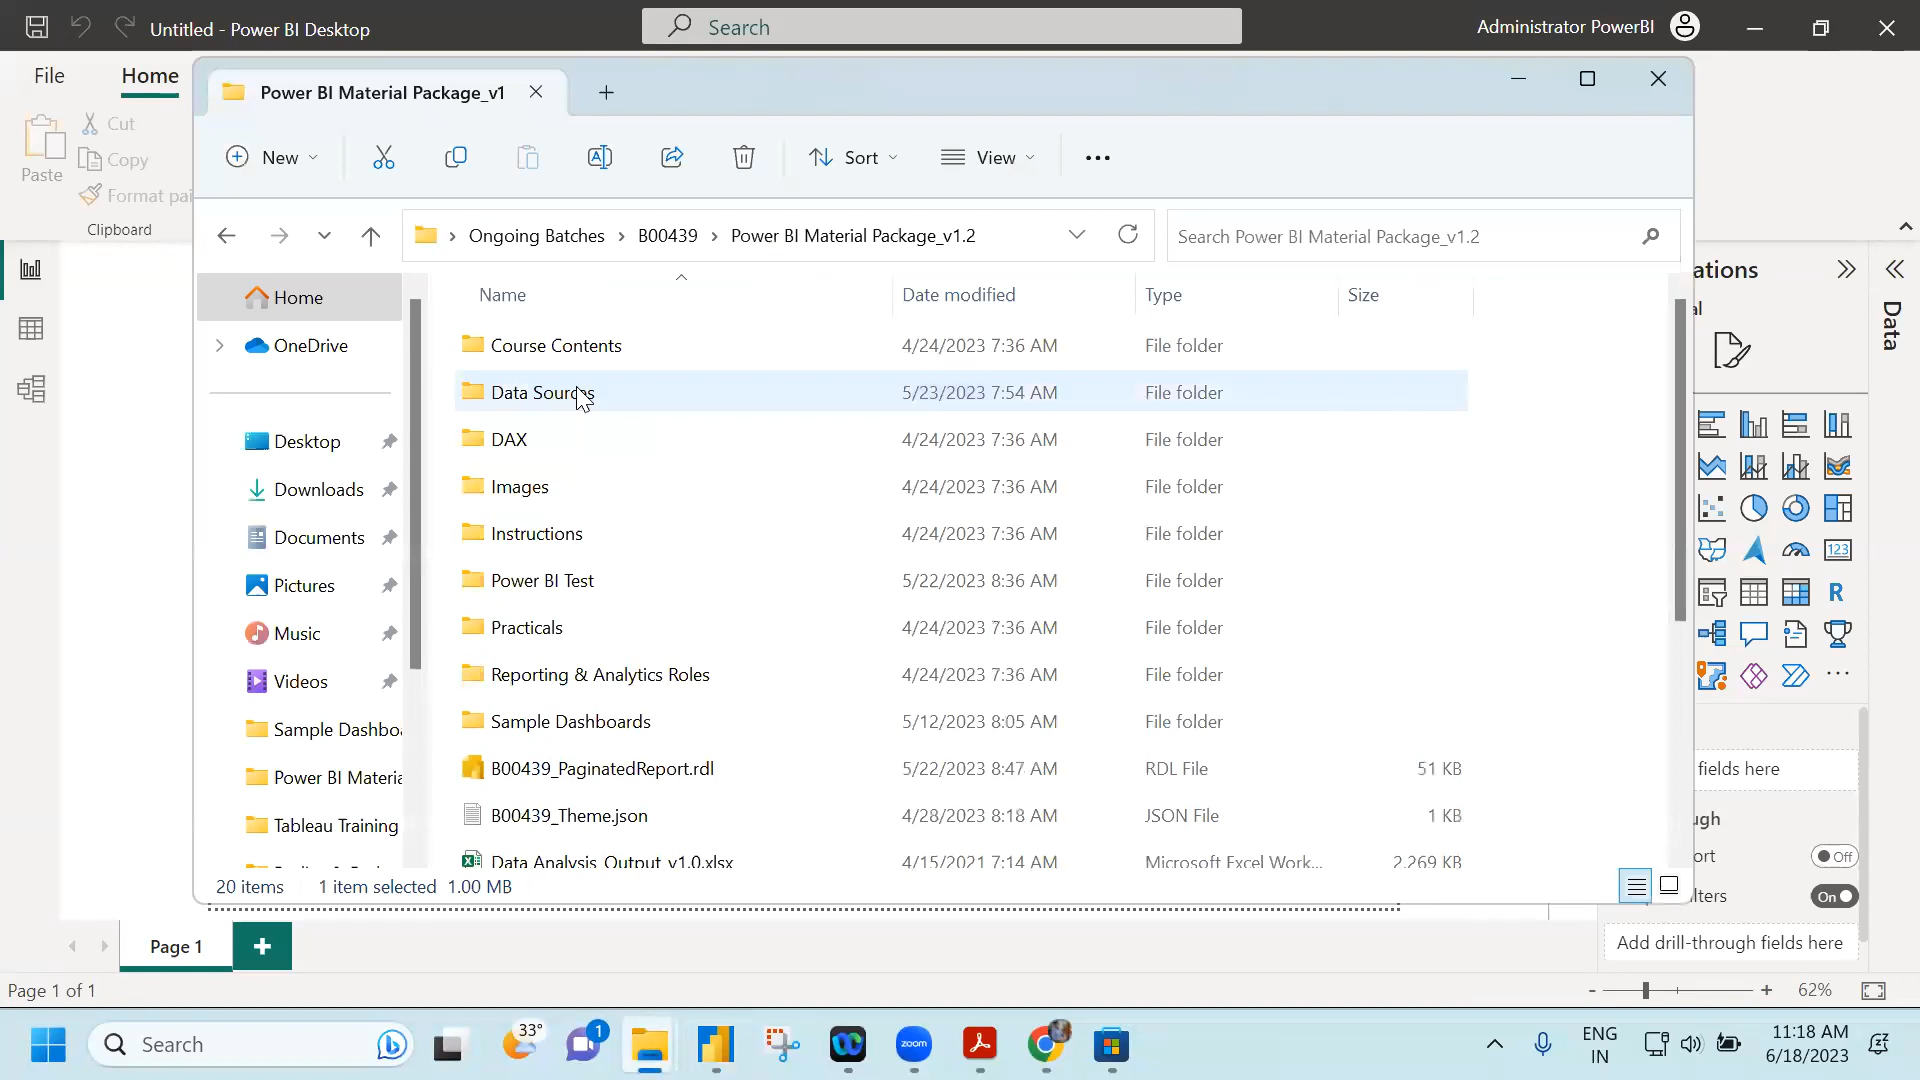 Untitled - Power BI Desktop
Search
Administrator PowerBI
File
Home
Power BI Material Package_v1
Cut
Copy
Paste
Format pai
Clipboard
New
Sort
View
Ongoing Batches
B00439
Power BI Material Package_v1.2
Search Power BI Material Package_v1.2
Name
Date modified
Type
Size
Home
OneDrive
Desktop
Downloads
Documents
Pictures
Music
Videos
Sample Dashbo
Power BI Materia
Tableau Training
Course Contents 4/24/2023 7:36 AM File folder
Data Sources 5/23/2023 7:54 AM File folder
DAX 4/24/2023 7:36 AM File folder
Images 4/24/2023 7:36 AM File folder
Instructions 4/24/2023 7:36 AM File folder
Power BI Test 5/22/2023 8:36 AM File folder
Practicals 4/24/2023 7:36 AM File folder
Reporting & Analytics Roles 4/24/2023 7:36 AM File folder
Sample Dashboards 5/12/2023 8:05 AM File folder
B00439_PaginatedReport.rdl 5/22/2023 8:47 AM RDL File 51 KB
B00439_Theme.json 4/28/2023 8:18 AM JSON File 1 KB
Data Analysis Output v1.0.xlsx 4/15/2021 7:14 AM Microsoft Excel Work... 2,269 KB
20 items 1 item selected 1.00 MB
ations
al
Data
123
R
fields here
ugh
ort
Off
lters
On
Add drill-through fields here
Page 1
Page 1 of 1
- + 62%
Search
33°
1
zoom
ENG
IN
11:18 AM
6/18/2023